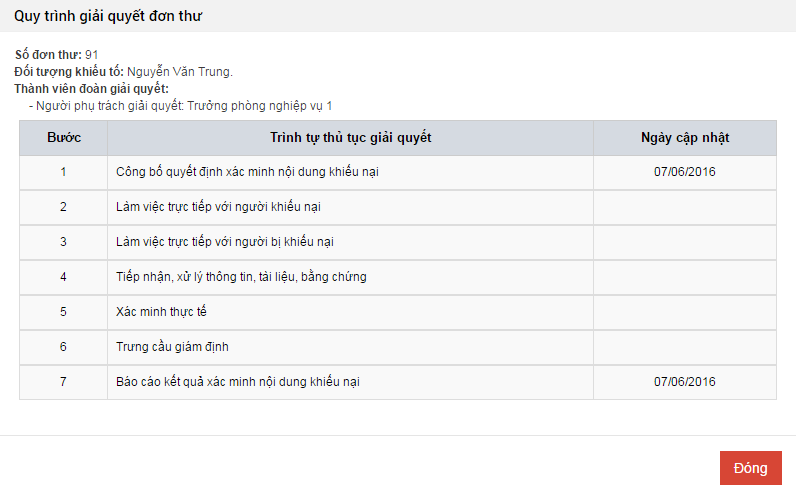 Quy trình giải quyết đơn thư
Số đơn thư: 91
Đối tượng khiếu tố: Nguyễn Văn Trung.
Thành viên đoàn giải quyết:
- Người phụ trách giải quyết: Trưởng phòng nghiệp vụ 1
Bước Trình tự thủ tục giải quyết Ngày cập nhật
1 Công bố quyết định xác minh nội dung khiếu nại 07/06/2016
2 Làm việc trực tiếp với người khiếu nại
3 Làm việc trực tiếp với người bị khiếu nại
4 Tiếp nhận, xử lý thông tin, tài liệu, bằng chứng
5 Xác minh thực tế
6 Trưng cầu giám định
7 Báo cáo kết quả xác minh nội dung khiếu nại 07/06/2016
Đóng